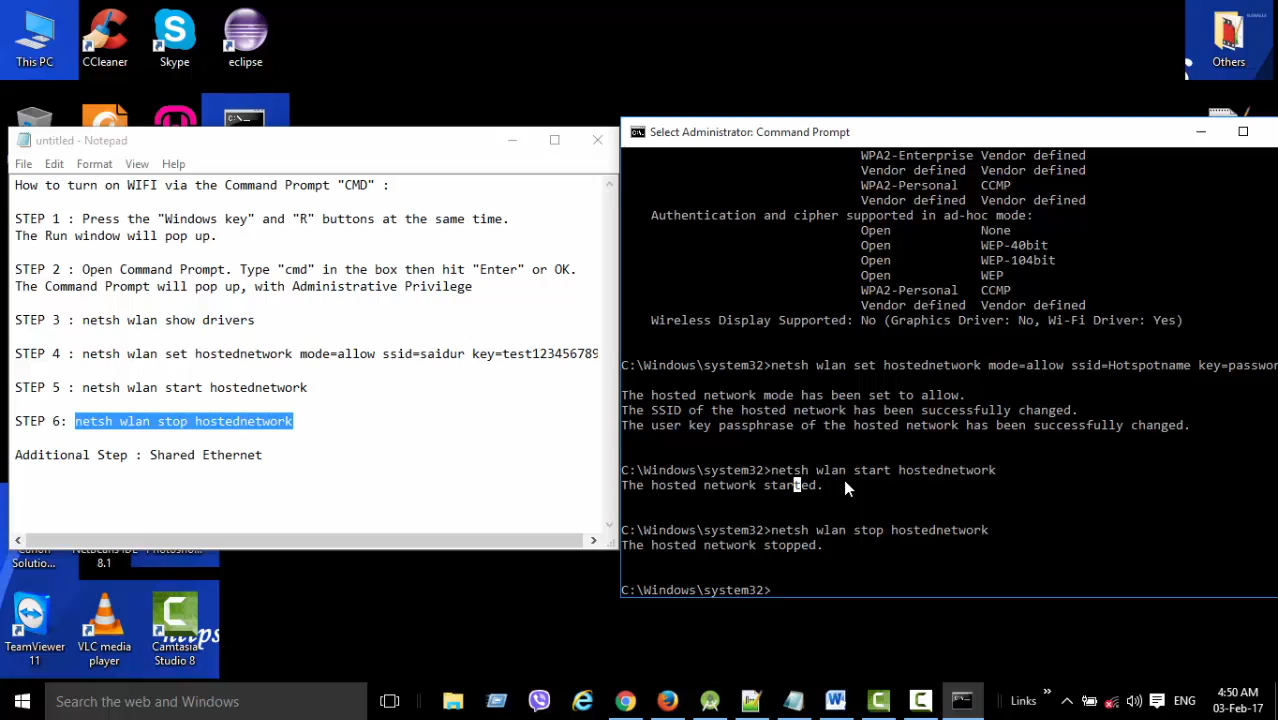 This PC
CCleaner
Skype
eclipse
Others
untitled - Notepad
File Edit Format View Help
How to turn on WIFI via the Command Prompt "CMD" :
STEP 1 : Press the "Windows key" and "R" buttons at the same time.
The Run window will pop up.
STEP 2 : Open Command Prompt. Type "cmd" in the box then hit "Enter" or OK.
The Command Prompt will pop up, with Administrative Privilege
STEP 3 : netsh wlan show drivers
STEP 4 : netsh wlan set hostednetwork mode=allow ssid=saidur key=test123456789
STEP 5 : netsh wlan start hostednetwork
STEP 6: netsh wlan stop hostednetwork
Additional Step : Shared Ethernet
Select Administrator: Command Prompt
WPA2-Enterprise Vendor defined
Vendor defined Vendor defined
WPA2-Personal CCMP
Vendor defined Vendor defined
Authentication and cipher supported in ad-hoc mode:
Open None
Open WEP-40bit
Open WEP-104bit
Open WEP
WPA2-Personal CCMP
Vendor defined Vendor defined
Wireless Display Supported: No (Graphics Driver: No, Wi-Fi Driver: Yes)
C:\Windows\system32>netsh wlan set hostednetwork mode=allow ssid=Hotspotname key=passwor
The hosted network mode has been set to allow.
The SSID of the hosted network has been successfully changed.
The user key passphrase of the hosted network has been successfully changed.
C:\Windows\system32>netsh wlan start hostednetwork
The hosted network started.
C:\Windows\system32>netsh wlan stop hostednetwork
The hosted network stopped.
C:\Windows\system32>
Solutio...
8.1
TeamViewer
11
VLC media
player
Camtasia
Studio 8
https
Search the web and Windows
Links
ENG
4:50 AM
03-Feb-17